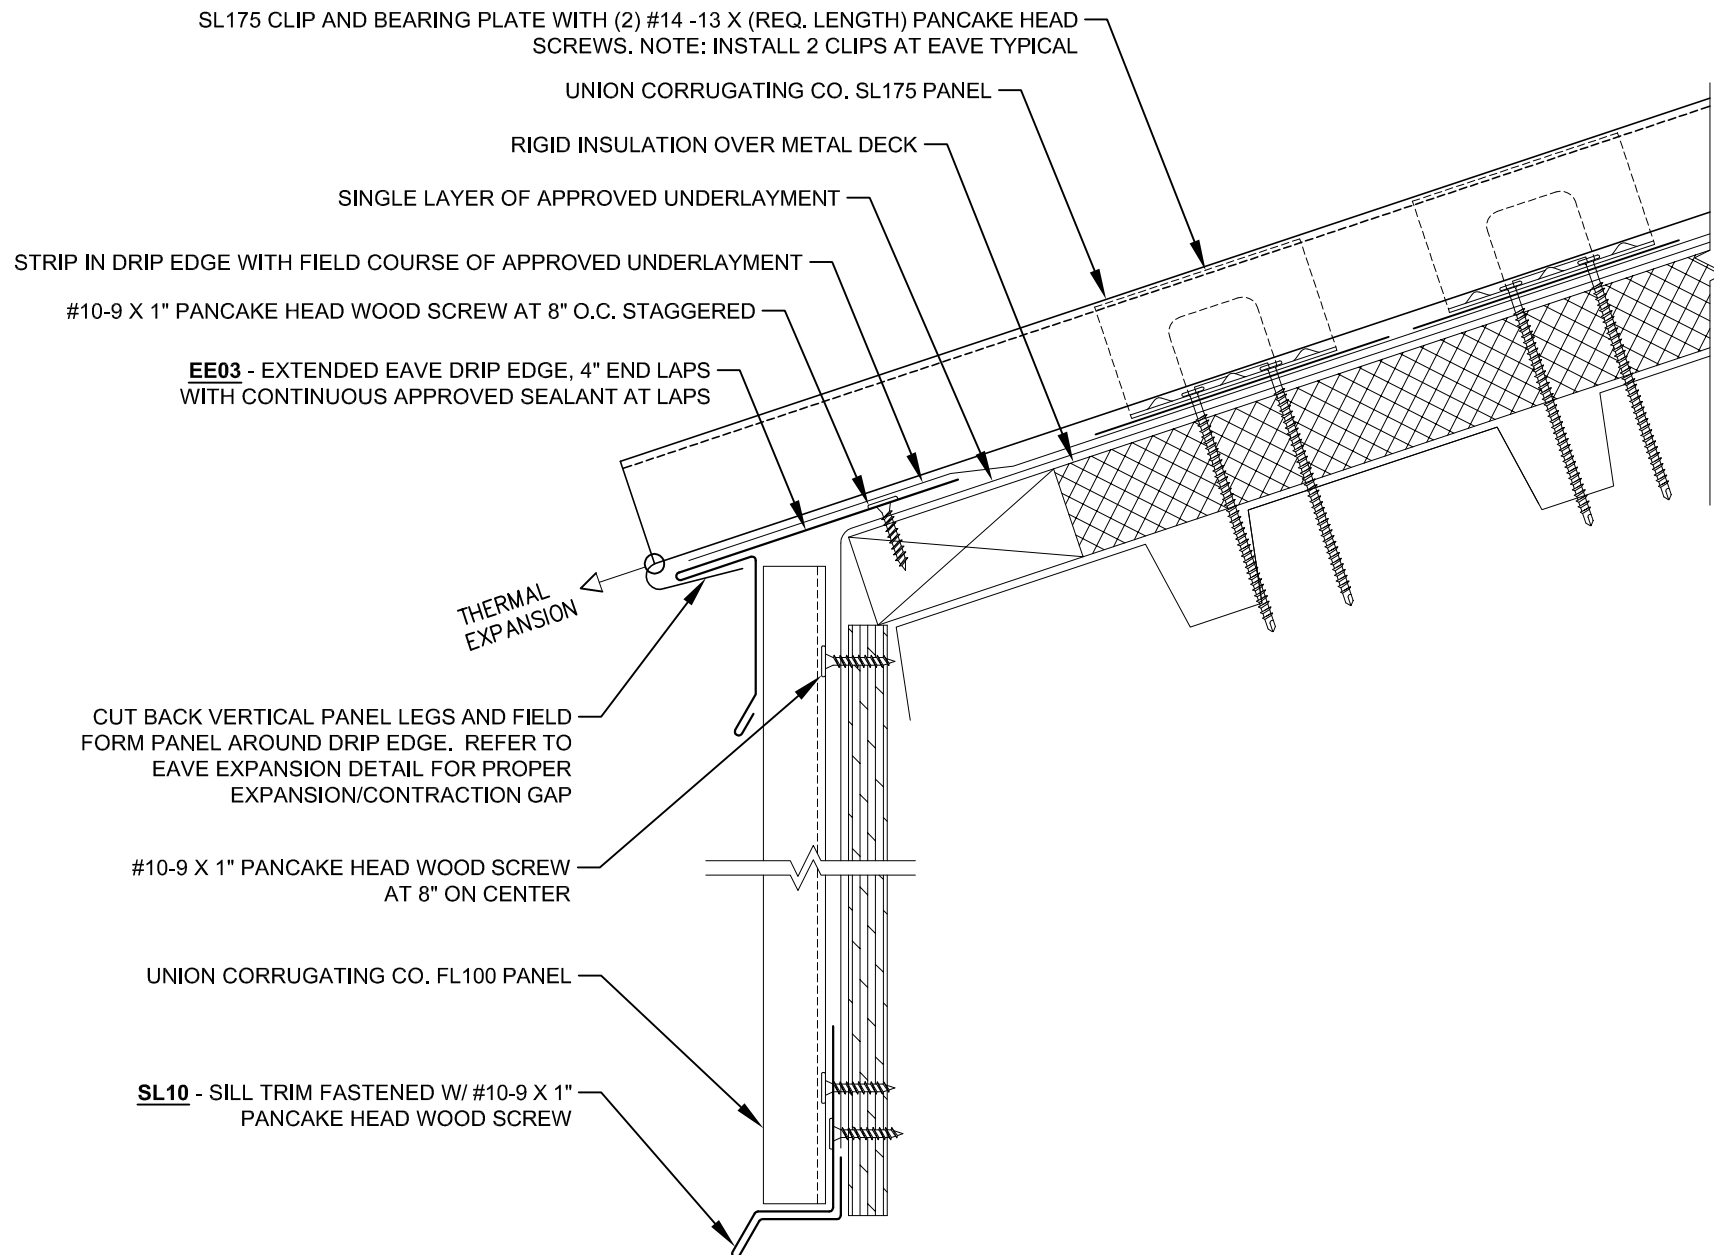 SL175 CLIP AND BEARING PLATE WITH (2) #14 -13 X (REQ. LENGTH) PANCAKE HEAD
SCREWS. NOTE: INSTALL 2 CLIPS AT EAVE TYPICAL
UNION CORRUGATING CO. SL175 PANEL
RIGID INSULATION OVER METAL DECK
SINGLE LAYER OF APPROVED UNDERLAYMENT
STRIP IN DRIP EDGE WITH FIELD COURSE OF APPROVED UNDERLAYMENT
#10-9 X 1" PANCAKE HEAD WOOD SCREW AT 8" O.C. STAGGERED
EE03 - EXTENDED EAVE DRIP EDGE, 4" END LAPS
WITH CONTINUOUS APPROVED SEALANT AT LAPS
THERMAL
EXPANSION
CUT BACK VERTICAL PANEL LEGS AND FIELD
FORM PANEL AROUND DRIP EDGE. REFER TO
EAVE EXPANSION DETAIL FOR PROPER
EXPANSION/CONTRACTION GAP
#10-9 X 1" PANCAKE HEAD WOOD SCREW
AT 8" ON CENTER
UNION CORRUGATING CO. FL100 PANEL
SL10 - SILL TRIM FASTENED W/ #10-9 X 1"
PANCAKE HEAD WOOD SCREW